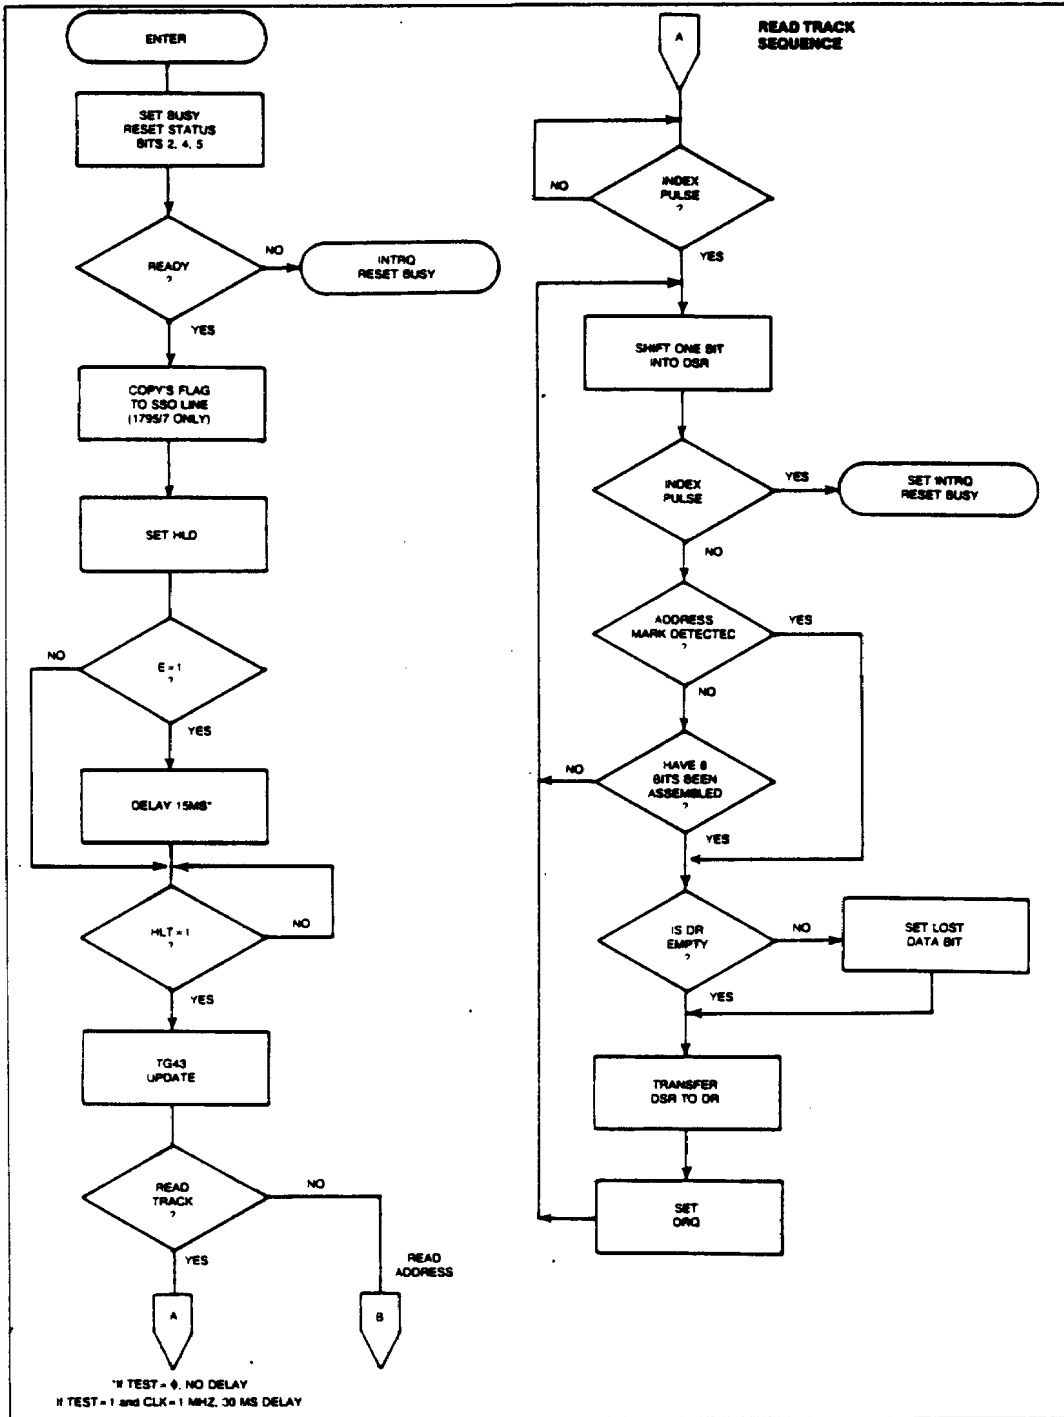 ENTER
SET BUSY
RESET STATUS
BITS 2, 4, 5
READY
?
NO
INTRQ
RESET BUSY
YES
COPY'S FLAG
TO SSO LINE
(1795/7 ONLY)
SET HLD
E = 1
?
NO
YES
DELAY 15MS*
HLT = 1
?
NO
YES
TG43
UPDATE
READ
TRACK
?
NO
YES
READ
ADDRESS
A
B
*If TEST = φ, NO DELAY
If TEST = 1 and CLK = 1 MHZ, 30 MS DELAY
A
READ TRACK
SEQUENCE
INDEX
PULSE
?
NO
YES
SHIFT ONE BIT
INTO DSR
INDEX
PULSE
YES
SET INTRQ
RESET BUSY
NO
ADDRESS
MARK DETECTED
?
YES
NO
HAVE 8
BITS BEEN
ASSEMBLED
?
NO
YES
IS DR
EMPTY
?
NO
SET LOST
DATA BIT
YES
TRANSFER
DSR TO DR
SET
DRQ